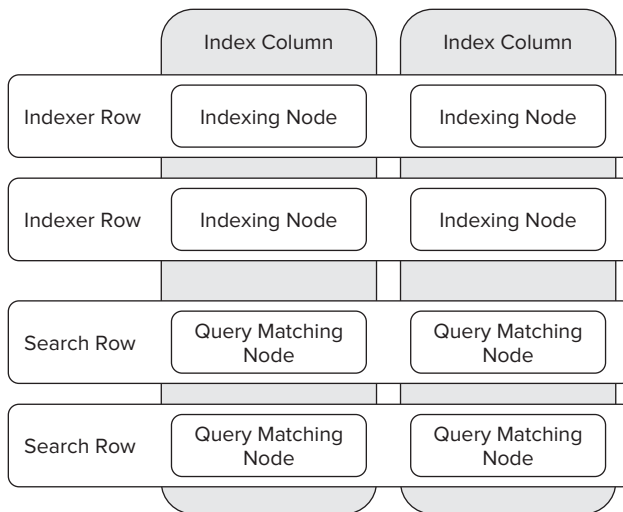 Index Column
Index Column
Indexer Row
Indexing Node
Indexing Node
Indexer Row
Indexing Node
Indexing Node
Search Row
Query Matching
Node
Query Matching
Node
Search Row
Query Matching
Node
Query Matching
Node